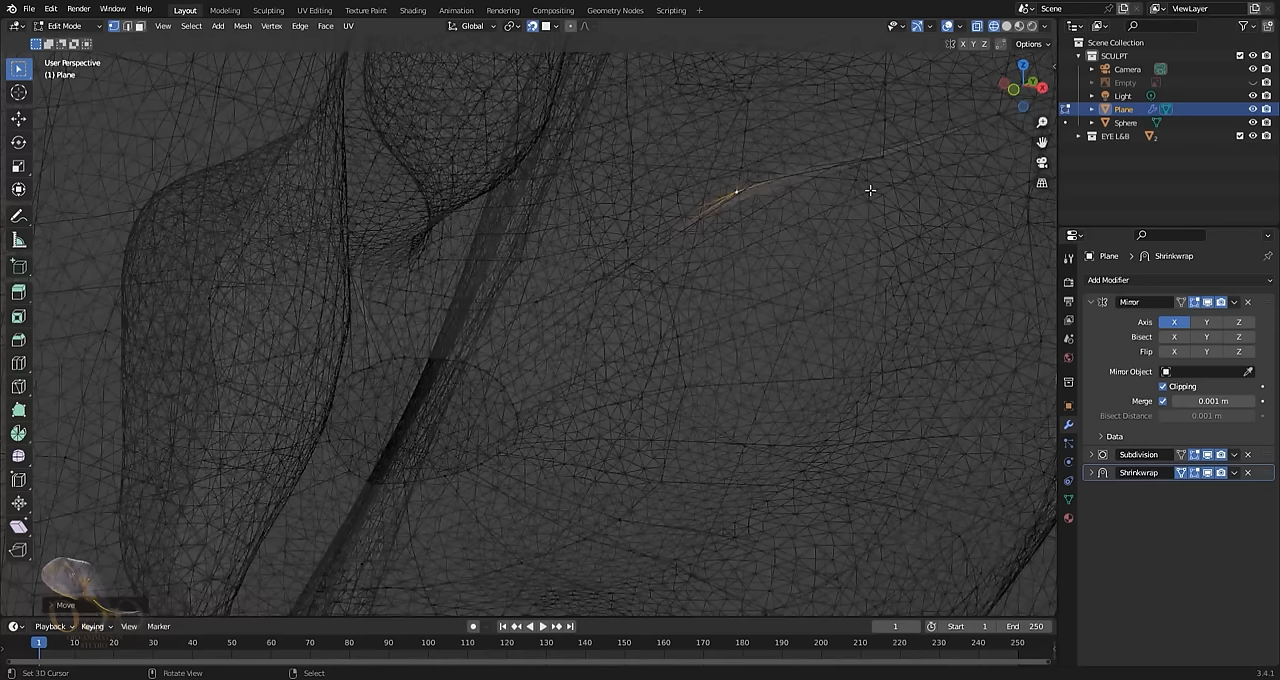 File Edit Render Window Help Layout Modeling Sculpting UV Editing Texture Paint Shading Animation Rendering Compositing Geometry Nodes Scripting Scene ViewLayer
Edit Mode View Select Add Mesh Vertex Edge Face UV Global
X Y Z Options
User Perspective
(1) Plane
Z
Y
X
Scene Collection
SCULPT
Camera
Empty
Light
Plane
Sphere
EYE L&B 2
Plane > Shrinkwrap
Add Modifier
Mirror
Axis X Y Z
Bisect X Y Z
Flip X Y Z
Mirror Object
Clipping
Merge 0.001 m
Bisect Distance 0.001 m
Data
Subdivision
Shrinkwrap
Move
Playback Keying View Marker 1 Start 1 End 250
1 10 20 30 40 50 60 70 80 90 100 110 120 130 140 150 160 170 180 190 200 210 220 230 240 250
Set 3D Cursor Rotate View Select 3.4.1